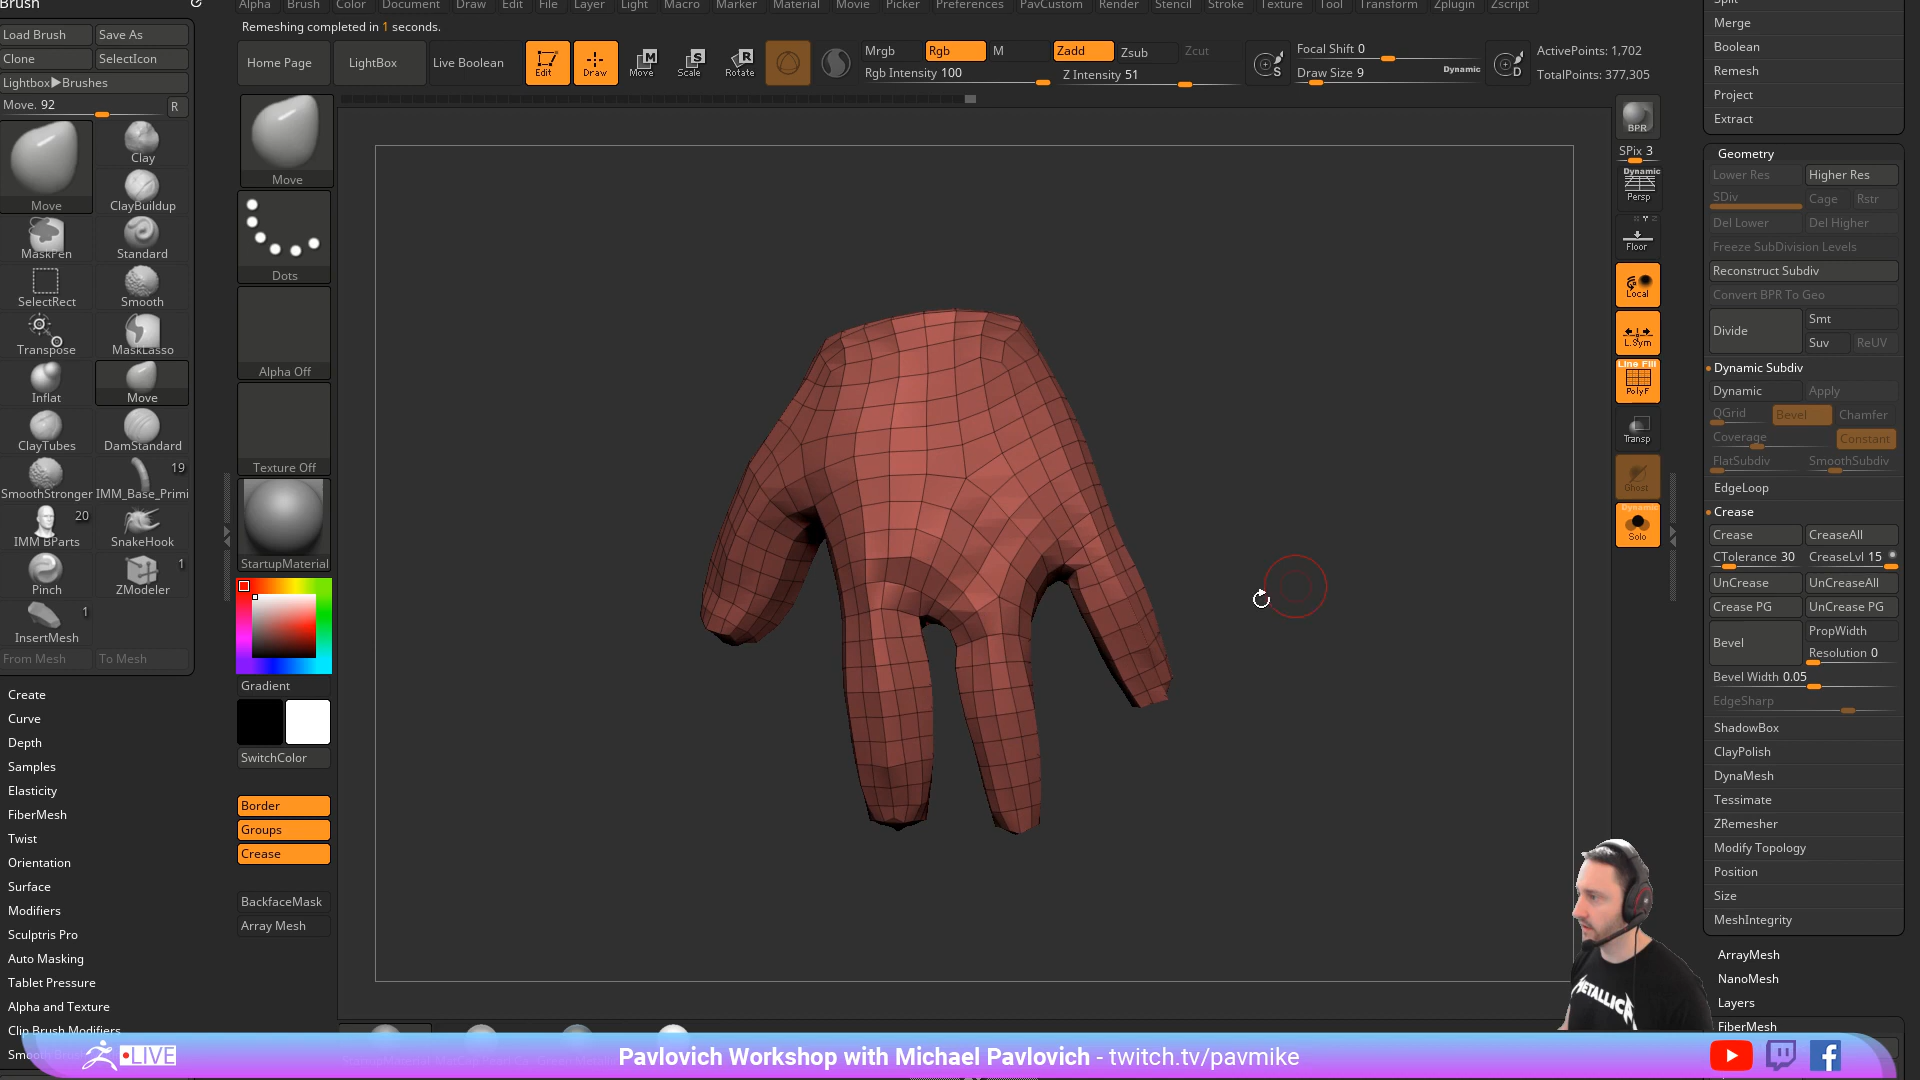 Brush
Load Brush
Save As
Clone
SelectIcon
Lightbox▶Brushes
Move. 92
R
Move
Clay
ClayBuildup
MaskPen
Standard
SelectRect
Smooth
Transpose
MaskLasso
Inflat
Move
ClayTubes
DamStandard
SmoothStronger
19
IMM_Base_Primi
20
IMM BParts
SnakeHook
Pinch
1
ZModeler
1
InsertMesh
From Mesh
To Mesh
Create
Curve
Depth
Samples
Elasticity
FiberMesh
Twist
Orientation
Surface
Modifiers
Sculptris Pro
Auto Masking
Tablet Pressure
Alpha and Texture
Clip Brush Modifiers
Alpha
Brush
Color
Document
Draw
Edit
File
Layer
Light
Macro
Marker
Material
Movie
Picker
Preferences
PavCustom
Render
Stencil
Stroke
Texture
Tool
Transform
Zplugin
Zscript
Remeshing completed in 1 seconds.
Home Page
LightBox
Live Boolean
Edit
Draw
Move
Scale
Rotate
Mrgb
Rgb
M
Rgb Intensity 100
Zadd
Zsub
Zcut
Z Intensity 51
S
Focal Shift 0
Draw Size 9
Dynamic
D
ActivePoints: 1,702
TotalPoints: 377,305
Move
Dots
Alpha Off
Texture Off
StartupMaterial
Gradient
SwitchColor
Border
Groups
Crease
BackfaceMask
Array Mesh
BPR
SPix 3
Dynamic
Persp
Floor
Local
L.Sym
Line Fill
PolyF
Transp
Ghost
Dynamic
Solo
Split
Merge
Boolean
Remesh
Project
Extract
Geometry
Lower Res
Higher Res
SDiv
Cage
Rstr
Del Lower
Del Higher
Freeze SubDivision Levels
Reconstruct Subdiv
Convert BPR To Geo
Divide
Smt
Suv
ReUV
Dynamic Subdiv
Dynamic
Apply
QGrid
Bevel
Chamfer
Coverage
Constant
FlatSubdiv
SmoothSubdiv
EdgeLoop
Crease
Crease
CreaseAll
CTolerance 30
CreaseLvl 15
UnCrease
UnCreaseAll
Crease PG
UnCrease PG
Bevel
PropWidth
Resolution 0
Bevel Width 0.05
EdgeSharp
ShadowBox
ClayPolish
DynaMesh
Tessimate
ZRemesher
Modify Topology
Position
Size
MeshIntegrity
ArrayMesh
NanoMesh
Layers
FiberMesh
METALLICA
LIVE
Pavlovich Workshop with Michael Pavlovich - twitch.tv/pavmike